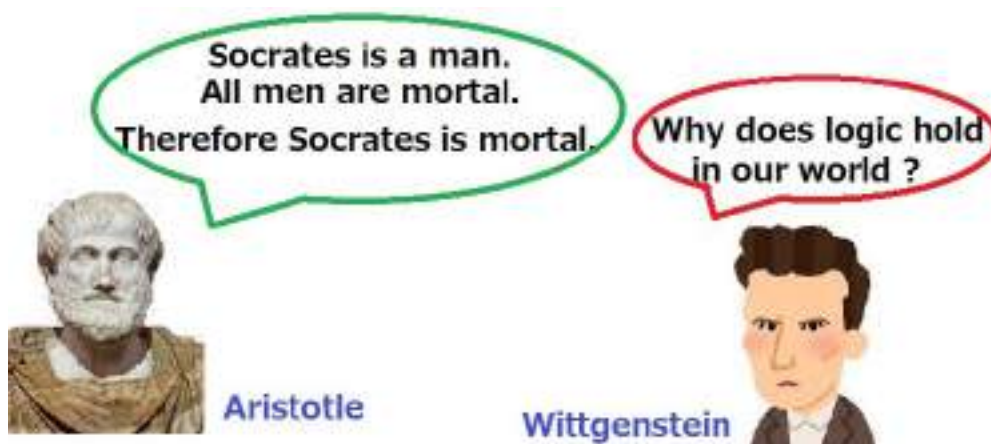 Socrates is a man.
All men are mortal.
Therefore Socrates is mortal.
Why does logic hold
in our world ?
Aristotle
Wittgenstein